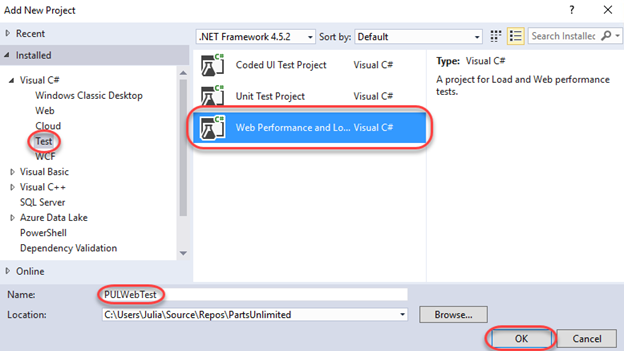 Add New Project
? ×
Recent
.NET Framework 4.5.2 Sort by: Default Search Installed
Installed
Visual C#
Windows Classic Desktop
Web
Cloud
Test
WCF
Visual Basic
Visual C++
SQL Server
Azure Data Lake
PowerShell
Dependency Validation
Online
C# Coded UI Test Project Visual C#
C# Unit Test Project Visual C#
C# Web Performance and Lo... Visual C#
Type: Visual C#
A project for Load and Web performance
tests.
Name: PULWebTest
Location: C:\Users\Julia\Source\Repos\PartsUnlimited Browse...
OK Cancel